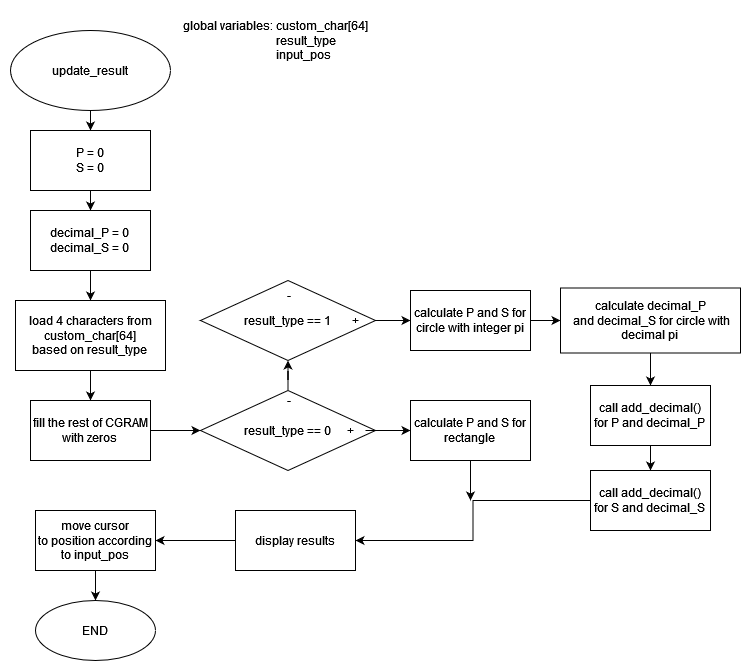 global variables: custom_char[64]
result_type
input_pos
update_result
P = 0
S = 0
decimal_P = 0
decimal_S = 0
load 4 characters from
custom_char[64]
based on result_type
fill the rest of CGRAM
with zeros
-
result_type == 0
+
calculate P and S for
rectangle
-
result_type == 1
+
calculate P and S for
circle with integer pi
calculate decimal_P
and decimal_S for circle with
decimal pi
call add_decimal()
for P and decimal_P
call add_decimal()
for S and decimal_S
display results
move cursor
to position according
to input_pos
END